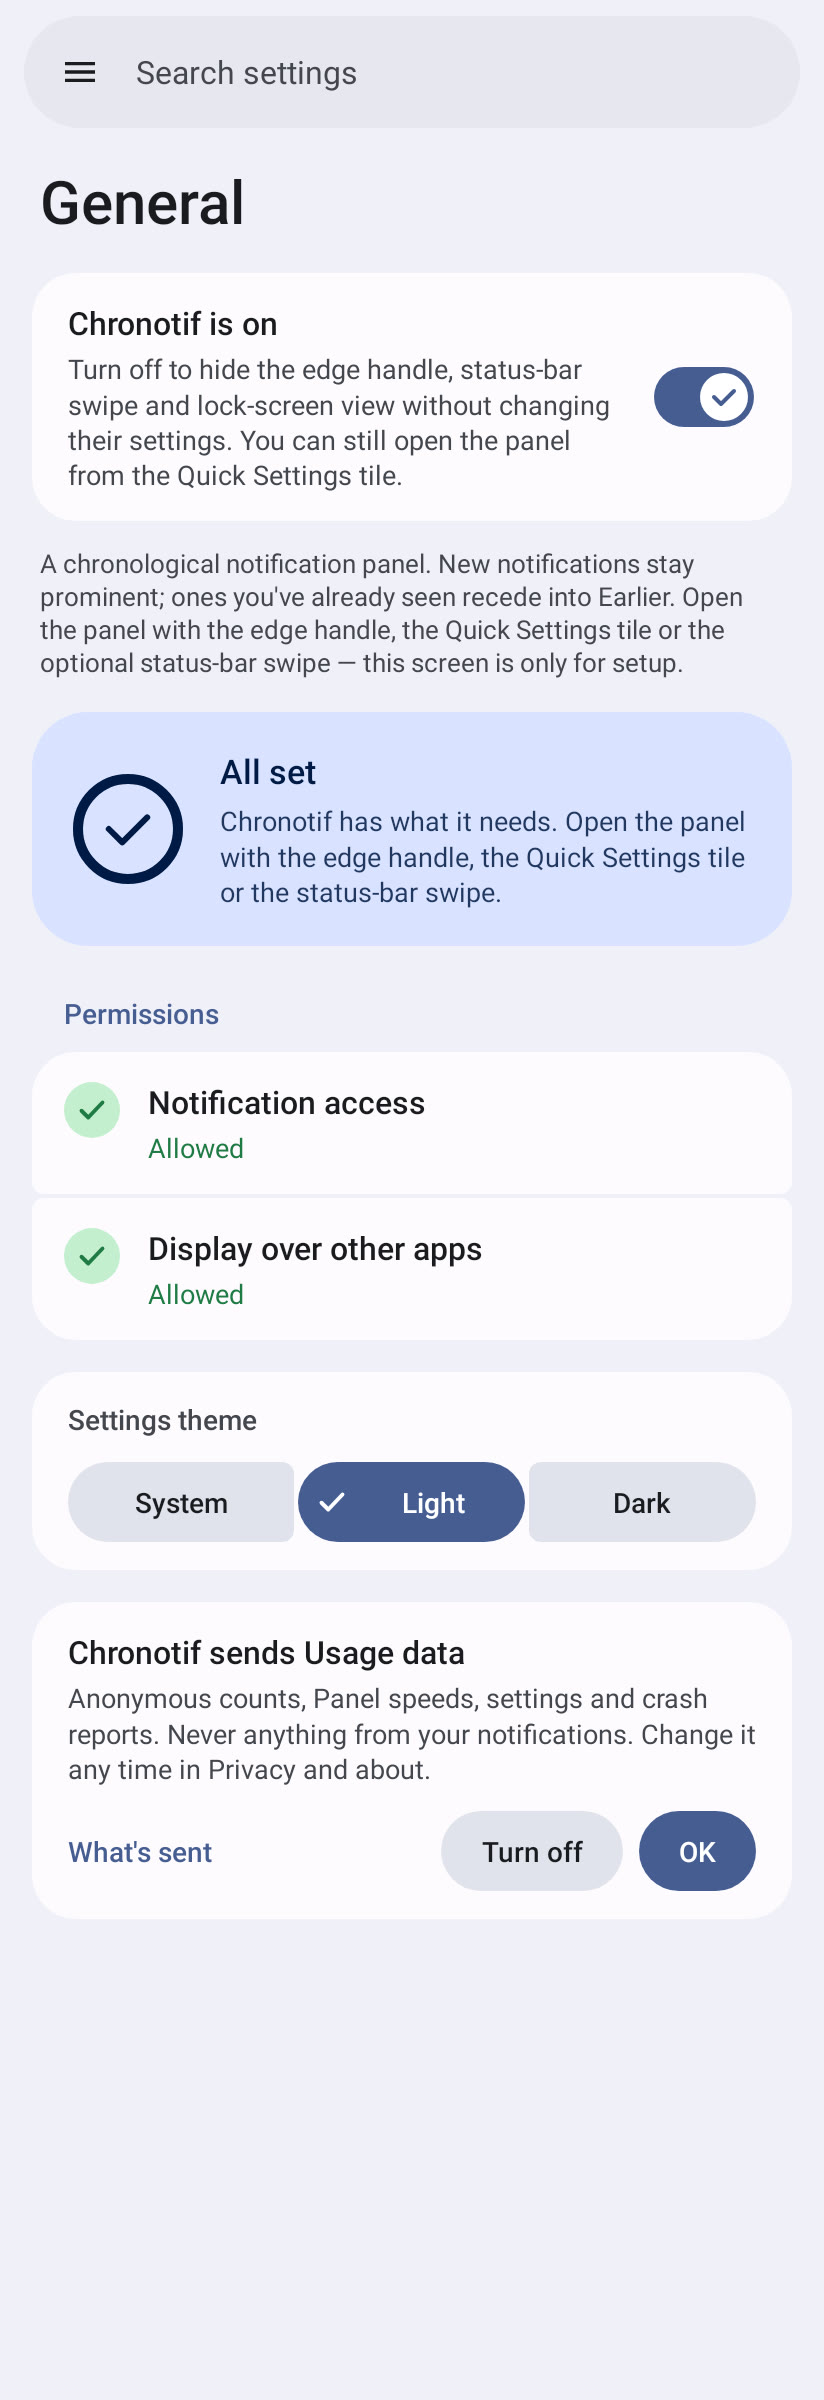 Search settings
General
Chronotif is on
Turn off to hide the edge handle, status-bar
swipe and lock-screen view without changing
their settings. You can still open the panel
from the Quick Settings tile.
A chronological notification panel. New notifications stay
prominent; ones you've already seen recede into Earlier. Open
the panel with the edge handle, the Quick Settings tile or the
optional status-bar swipe — this screen is only for setup.
All set
Chronotif has what it needs. Open the panel
with the edge handle, the Quick Settings tile
or the status-bar swipe.
Permissions
Notification access
Allowed
Display over other apps
Allowed
Settings theme
System Light Dark
Chronotif sends Usage data
Anonymous counts, Panel speeds, settings and crash
reports. Never anything from your notifications. Change it
any time in Privacy and about.
What's sent Turn off OK